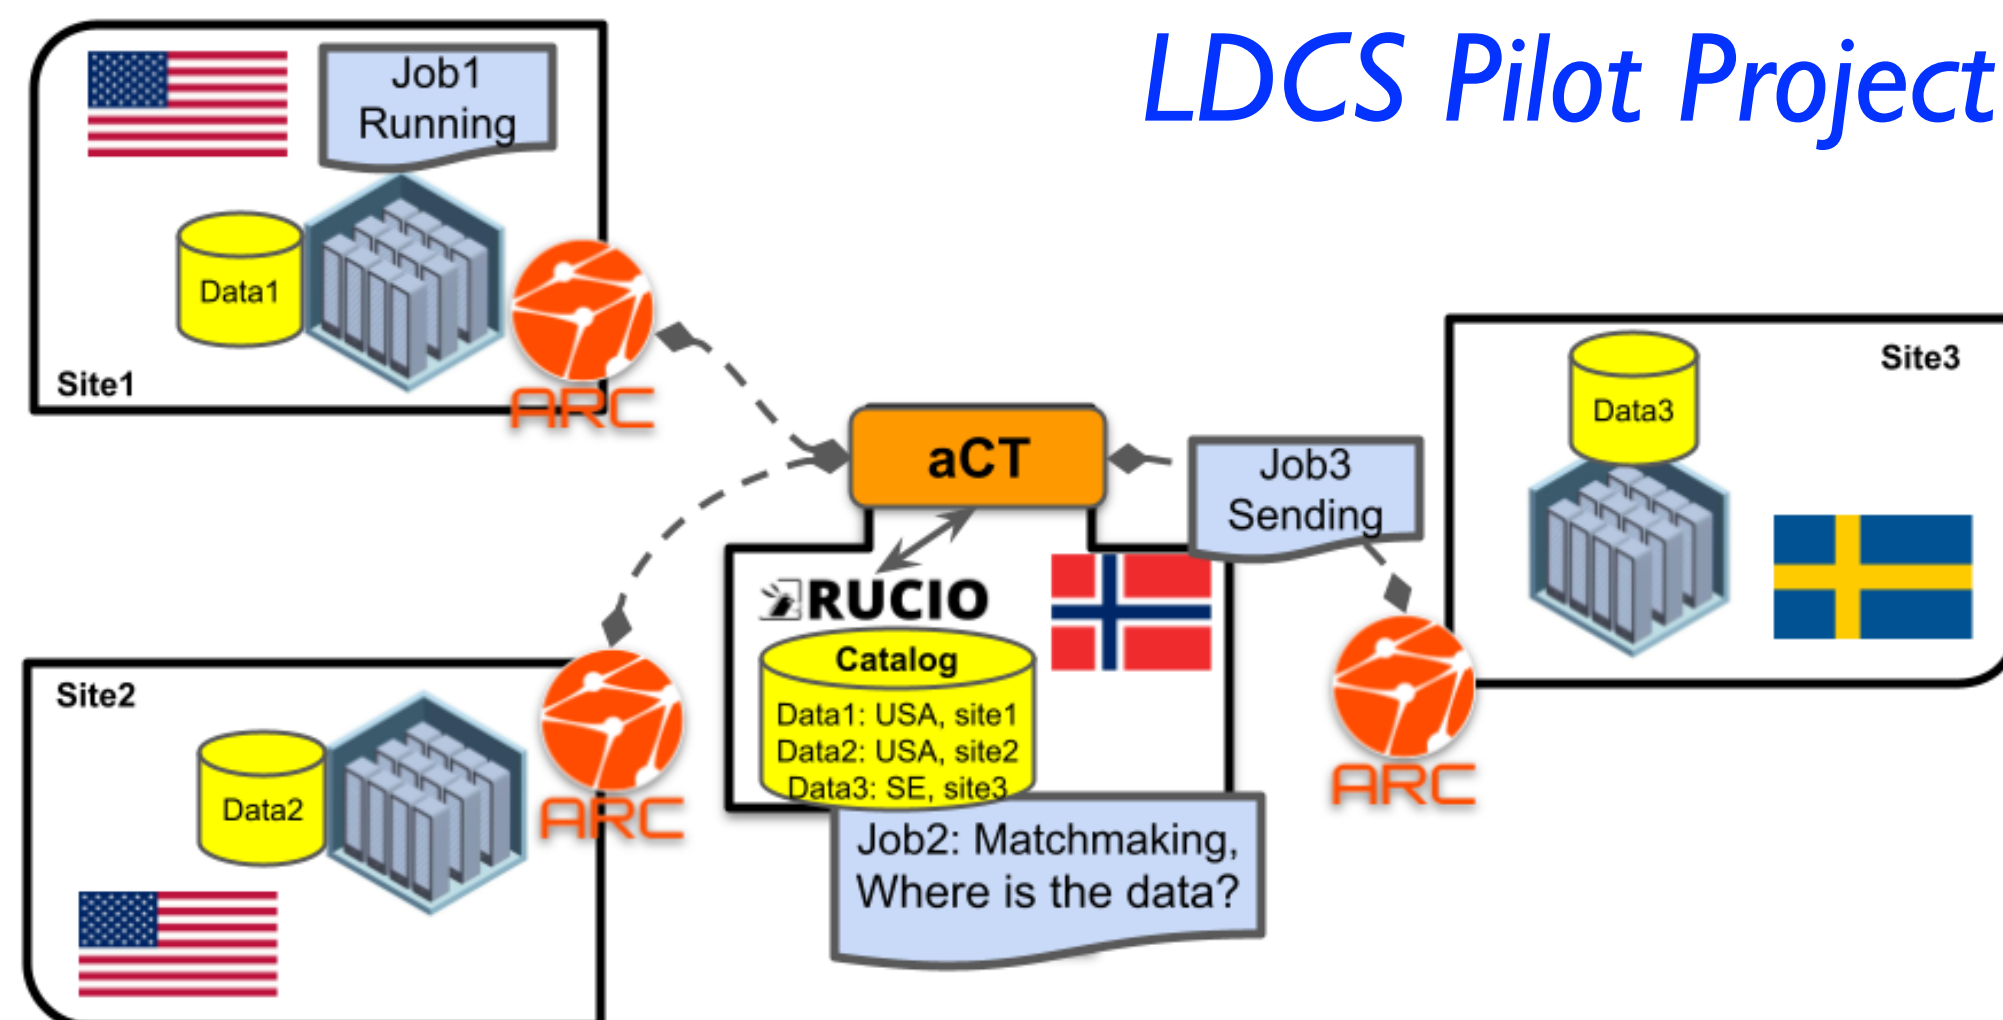 LDCS Pilot Project
Job1
Running
Data1
Site1
ARC
Site3
Data3
aCT
Job3
Sending
RUCIO
Catalog
Data1: USA, site1
Data2: USA, site2
Data3: SE, site3
ARC
Site2
Data2
ARC
Job2: Matchmaking,
Where is the data?